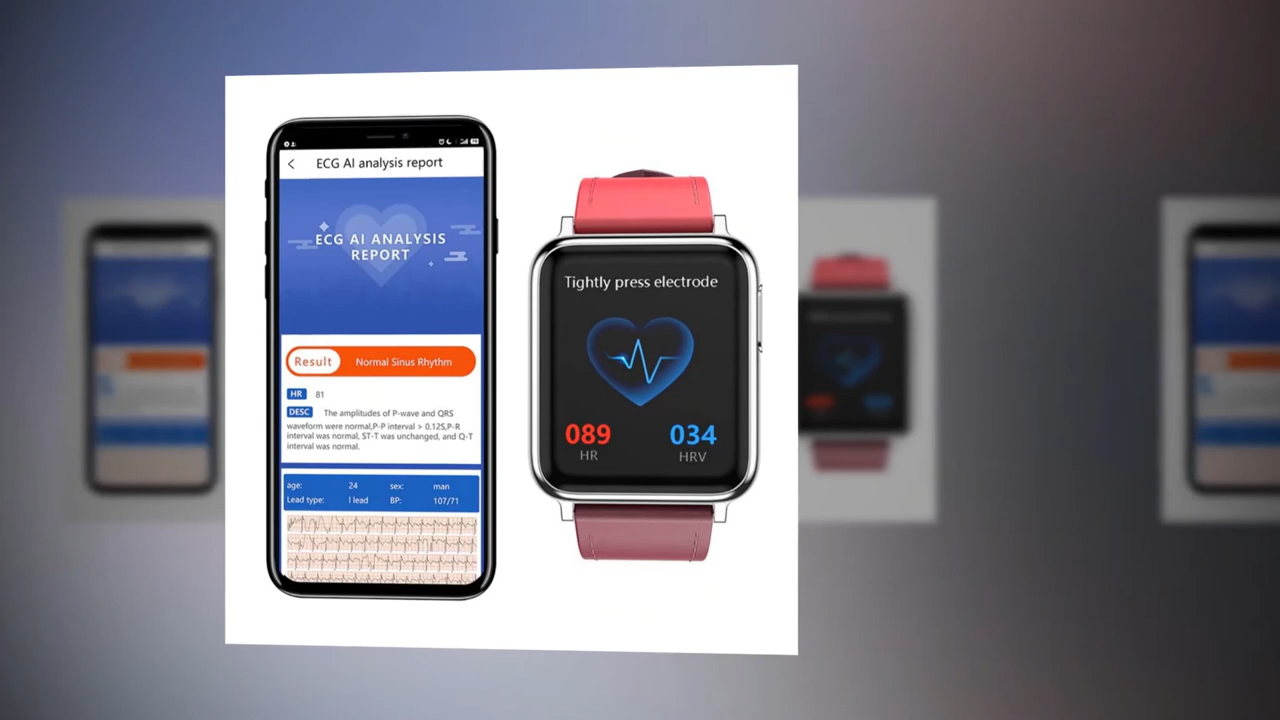 ECG AI analysis report
ECG AI ANALYSIS
REPORT
Result Normal Sinus Rhythm
HR 81
DESC The amplitudes of P-wave and QRS
waveform were normal,P-P interval > 0.12S,P-R
interval was normal, ST-T was unchanged, and Q-T
interval was normal.
age: 24 sex: man
Lead type: I lead BP: 107/71
Tightly press electrode
089 034
HR HRV